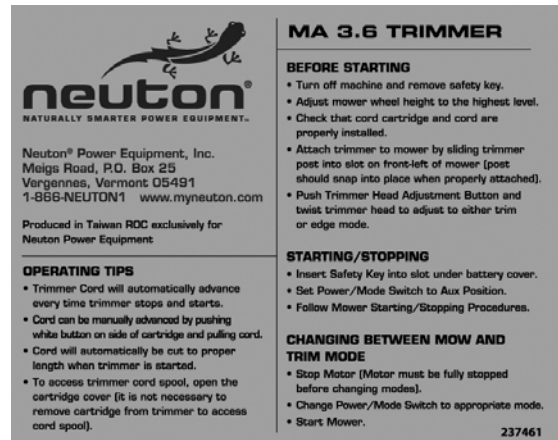 neuton®
NATURALLY SMARTER POWER EQUIPMENT™
Neuton® Power Equipment, Inc.
Meigs Road, P.O. Box 25
Vergennes, Vermont 05491
1-866-NEUTON1 www.myneuton.com
Produced in Taiwan ROC exclusively for
Neuton Power Equipment
OPERATING TIPS
• Trimmer Cord will automatically advance
every time trimmer stops and starts.
• Cord can be manually advanced by pushing
white button on side of cartridge and pulling cord.
• Cord will automatically be cut to proper
length when trimmer is started.
• To access trimmer cord spool, open the
cartridge cover (it is not necessary to
remove cartridge from trimmer to access
cord spool).
MA 3.6 TRIMMER
BEFORE STARTING
• Turn off machine and remove safety key.
• Adjust mower wheel height to the highest level.
• Check that cord cartridge and cord are
properly installed.
• Attach trimmer to mower by sliding trimmer
post into slot on front-left of mower (post
should snap into place when properly attached).
• Push Trimmer Head Adjustment Button and
twist trimmer head to adjust to either trim
or edge mode.
STARTING/STOPPING
• Insert Safety Key into slot under battery cover.
• Set Power/Mode Switch to Aux Position.
• Follow Mower Starting/Stopping Procedures.
CHANGING BETWEEN MOW AND
TRIM MODE
• Stop Motor (Motor must be fully stopped
before changing modes).
• Change Power/Mode Switch to appropriate mode.
• Start Mower.
237461